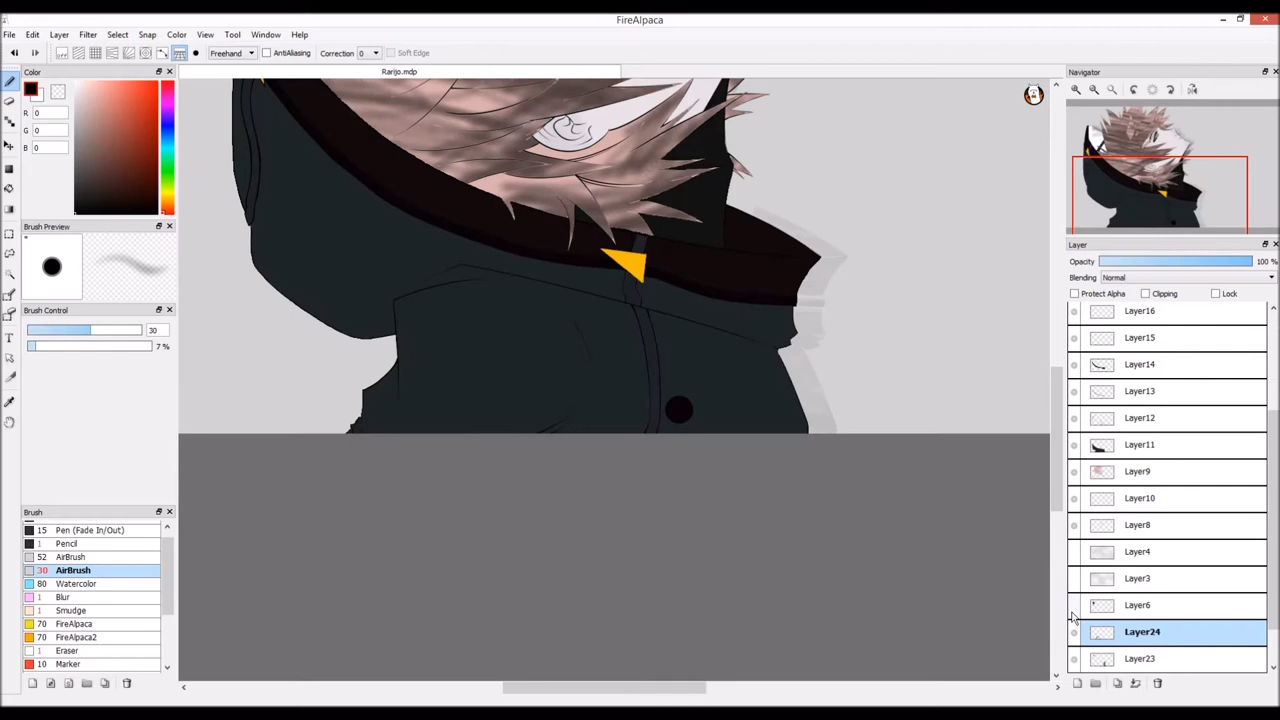 FireAlpaca
File Edit Layer Filter Select Snap Color View Tool Window Help
off Freehand AntiAliasing Correction 0 Soft Edge
Color
Rarijo.mdp
Navigator
R 0
G 0
B 0
Brush Preview
Layer
Opacity 100 %
Blending Normal
Protect Alpha Clipping Lock
Brush Control
30
7 %
Layer16
Layer15
Layer14
Layer13
Layer12
Layer11
Layer9
Layer10
Layer8
Layer4
Layer3
Layer6
Layer24
Layer23
Brush
15 Pen (Fade In/Out)
1 Pencil
52 AirBrush
30 AirBrush
80 Watercolor
1 Blur
1 Smudge
70 FireAlpaca
70 FireAlpaca2
1 Eraser
10 Marker